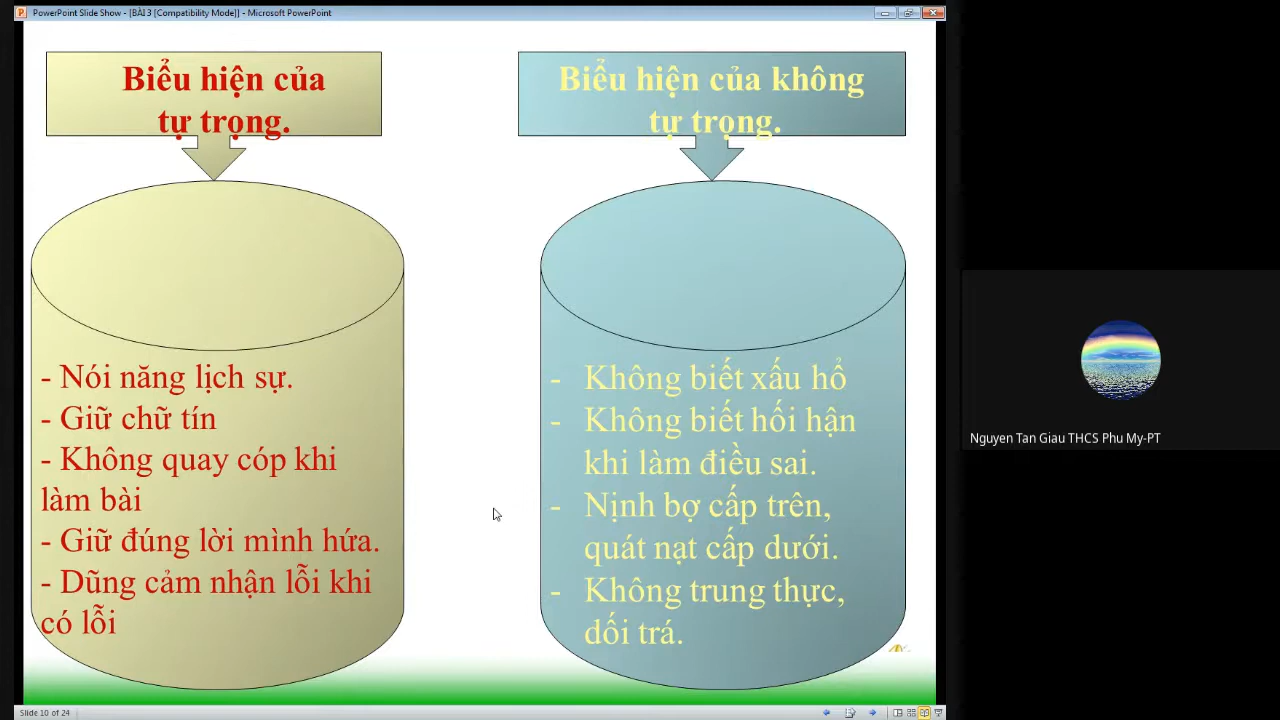 PowerPoint Slide Show - [BÀI 3 [Compatibility Mode]] - Microsoft PowerPoint
Biểu hiện của
tự trọng.
- Nói năng lịch sự.
- Giữ chữ tín
- Không quay cóp khi
làm bài
- Giữ đúng lời mình hứa.
- Dũng cảm nhận lỗi khi
có lỗi
Biểu hiện của không
tự trọng.
- Không biết xấu hổ
- Không biết hối hận
khi làm điều sai.
- Nịnh bợ cấp trên,
quát nạt cấp dưới.
- Không trung thực,
dối trá.
Nguyen Tan Giau THCS Phu My-PT
Slide 10 of 24